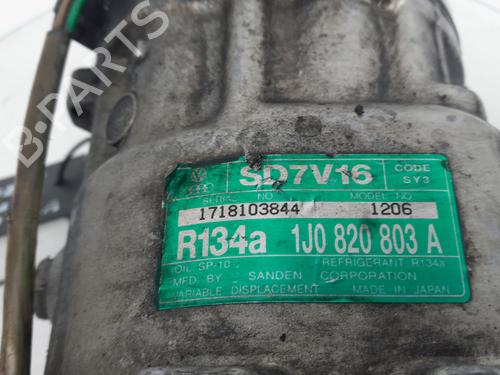 SD7V16
CODE
SY3
SERIAL NO
MODEL NO
1718103844
1206
R134a
1J0 820 803 A
OIL SP-10
REFRIGERANT R134a
MFD BY SANDEN CORPORATION
VARIABLE DISPLACEMENT MADE IN JAPAN
B-PARTS